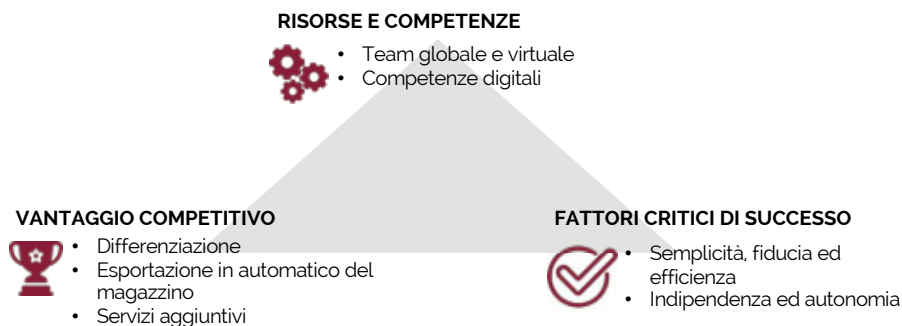 RISORSE E COMPETENZE
• Team globale e virtuale
• Competenze digitali
VANTAGGIO COMPETITIVO
• Differenziazione
• Esportazione in automatico del
magazzino
• Servizi aggiuntivi
FATTORI CRITICI DI SUCCESSO
• Semplicità, fiducia ed
efficienza
• Indipendenza ed autonomia